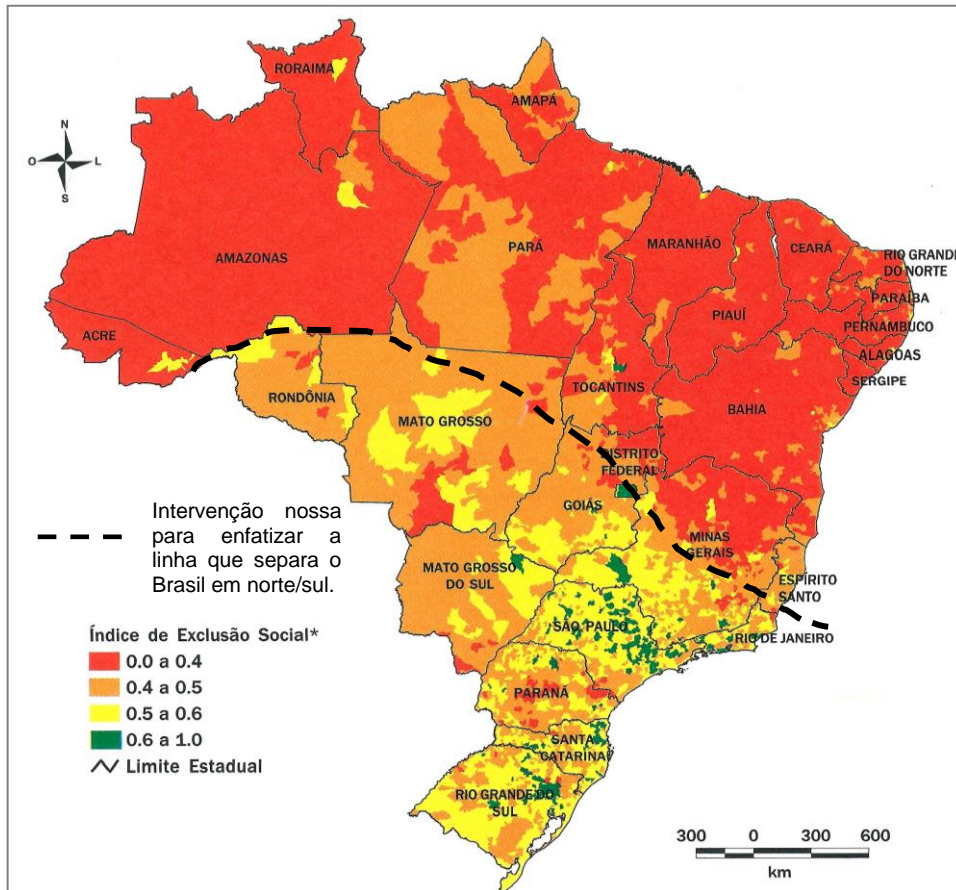 RORAIMA
AMAPÁ
N
O
L
S
AMAZONAS
PARÁ
MARANHÃO
CEARÁ
RIO GRANDE
DO NORTE
PARAÍBA
PIAUÍ
PERNAMBUCO
ACRE
ALAGOAS
TOCANTINS
SERGIPE
RONDÔNIA
BAHIA
MATO GROSSO
DISTRITO
FEDERAL
GOIÁS
Intervenção nossa
para enfatizar a
linha que separa o
Brasil em norte/sul.
MINAS
GERAIS
MATO GROSSO
DO SUL
ESPÍRITO
SANTO
SÃO PAULO
RIO DE JANEIRO
Índice de Exclusão Social*
0.0 a 0.4
0.4 a 0.5
0.5 a 0.6
0.6 a 1.0
Limite Estadual
PARANÁ
SANTA
CATARINA
RIO GRANDE DO
SUL
300 0 300 600
km